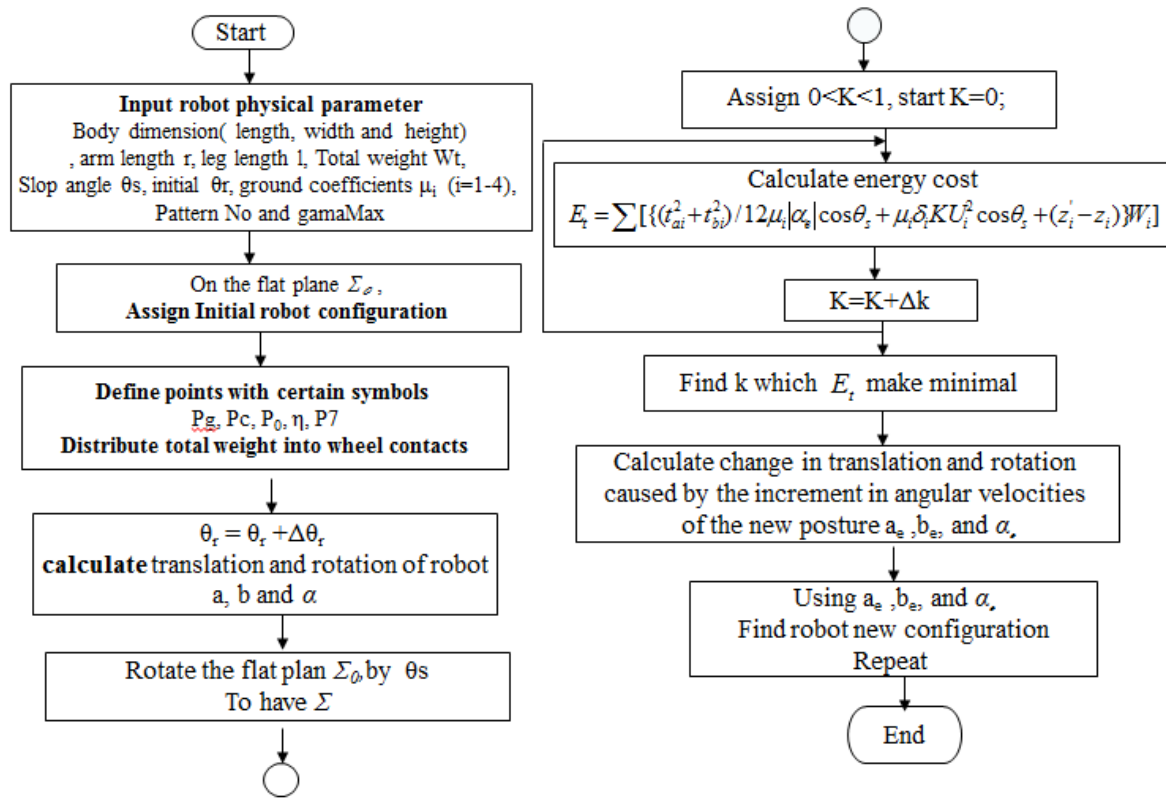 Start
Input robot physical parameter
Body dimension( length, width and height)
, arm length r, leg length l, Total weight Wt,
Slop angle θs, initial θr, ground coefficients μᵢ (i=1-4),
Pattern No and gamaMax
On the flat plane Σₒ,
Assign Initial robot configuration
Define points with certain symbols
Pg, Pc, P₀, η, P7
Distribute total weight into wheel contacts
θᵣ = θᵣ +Δθᵣ
calculate translation and rotation of robot
a, b and α
Rotate the flat plan Σ₀,by θs
To have Σ
Assign 0<K<1, start K=0;
Calculate energy cost
Eₜ = ∑[{(t²ₐᵢ + t²bᵢ)/12μᵢ|αₑ|cosθₛ + μᵢδᵢKUᵢ²cosθₛ + (zᵢ' − zᵢ)}Wᵢ]
K=K+Δk
Find k which Eₜ make minimal
Calculate change in translation and rotation
caused by the increment in angular velocities
of the new posture aₑ ,bₑ, and αₑ
Using aₑ ,bₑ, and αₑ
Find robot new configuration
Repeat
End